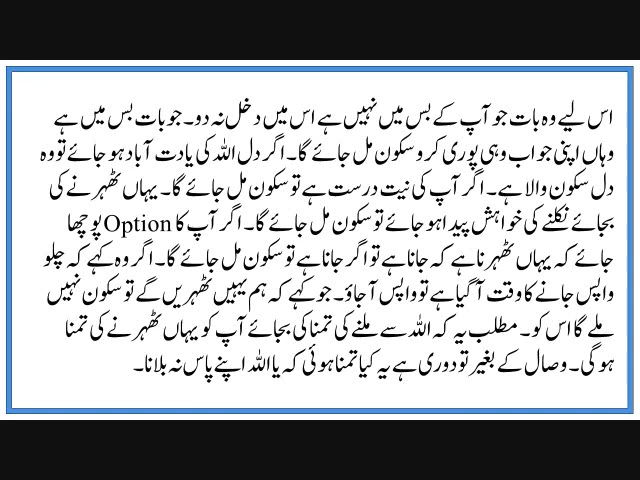 اس لیے وہ بات جو آپ کے بس میں نہیں ہے اس میں دخل نہ دو۔ جو بات بس میں ہے
وہاں اپنی جواب دہی پوری کرو سکون مل جائے گا۔ اگر دل اللہ کی یاد سے آباد ہو جائے تو وہ
دل سکون والا ہے۔ اگر آپ کی نیت درست ہے تو سکون مل جائے گا۔ یہاں ٹھہرنے کی
بجائے نکلنے کی خواہش پیدا ہو جائے تو سکون مل جائے گا۔ اگر آپ کا Option پوچھا
جائے کہ یہاں ٹھہرنا ہے کہ جانا ہے تو اگر جانا ہے تو سکون مل جائے گا۔ اگر وہ کہے کہ چلو
واپس جانے کا وقت آ گیا ہے تو واپس آ جاؤ۔ جو کہے کہ ہم یہیں ٹھہریں گے تو سکون نہیں
ملے گا اس کو۔ مطلب یہ کہ اللہ سے ملنے کی تمنا کی بجائے آپ کو یہاں ٹھہرنے کی تمنا
ہو گی۔ وصال کے بغیر تو دوری ہے یہ کیا تمنا ہوئی کہ یا اللہ اپنے پاس نہ بلانا۔